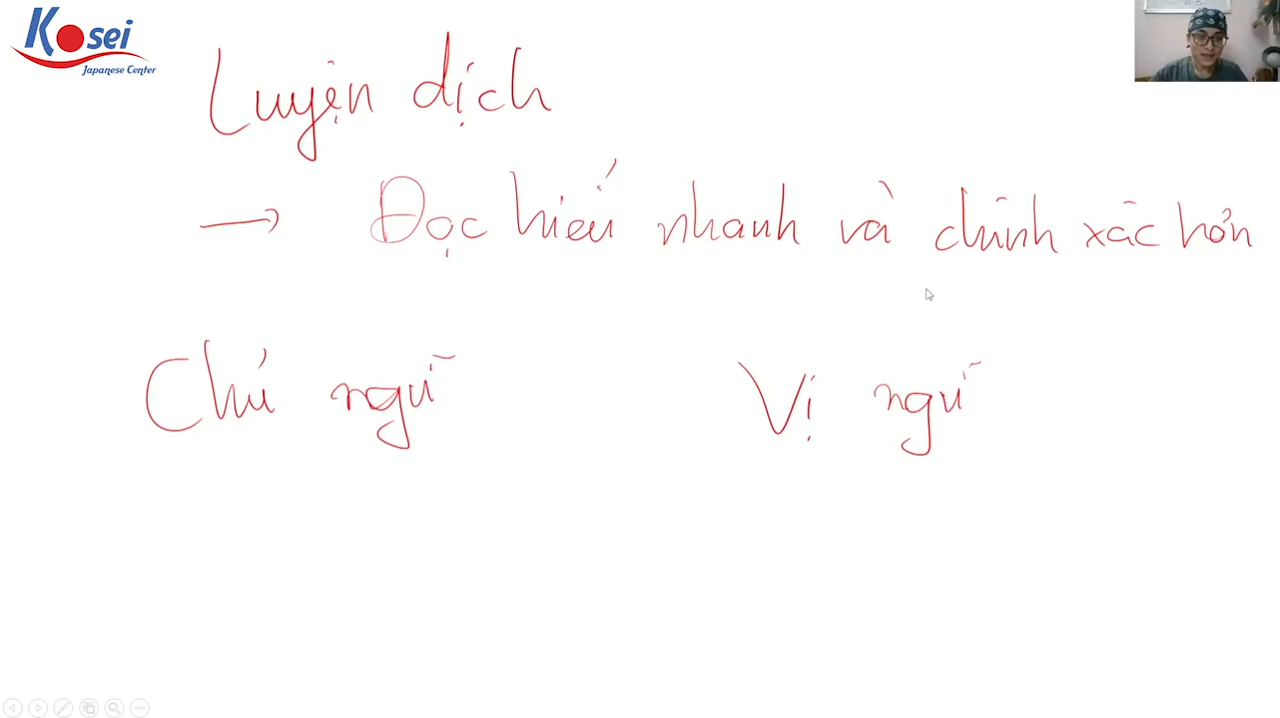 Kosei
Japanese Center
Luyện dịch
→ Đọc hiểu nhanh và chính xác hơn
Chủ ngữ Vị ngữ